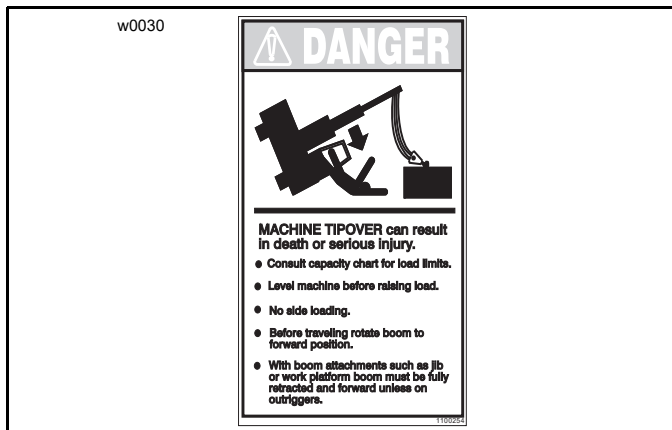 w0030
DANGER
MACHINE TIPOVER can result
in death or serious injury.
● Consult capacity chart for load limits.
● Level machine before raising load.
● No side loading.
● Before traveling rotate boom to
forward position.
● With boom attachments such as jib
or work platform boom must be fully
retracted and forward unless on
outriggers.
1100254